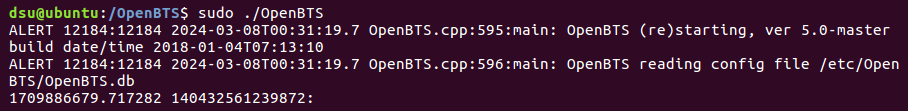 dsu@ubuntu:/OpenBTS$ sudo ./OpenBTS
ALERT 12184:12184 2024-03-08T00:31:19.7 OpenBTS.cpp:595:main: OpenBTS (re)starting, ver 5.0-master
build date/time 2018-01-04T07:13:10
ALERT 12184:12184 2024-03-08T00:31:19.7 OpenBTS.cpp:596:main: OpenBTS reading config file /etc/Open
BTS/OpenBTS.db
1709886679.717282 140432561239872: